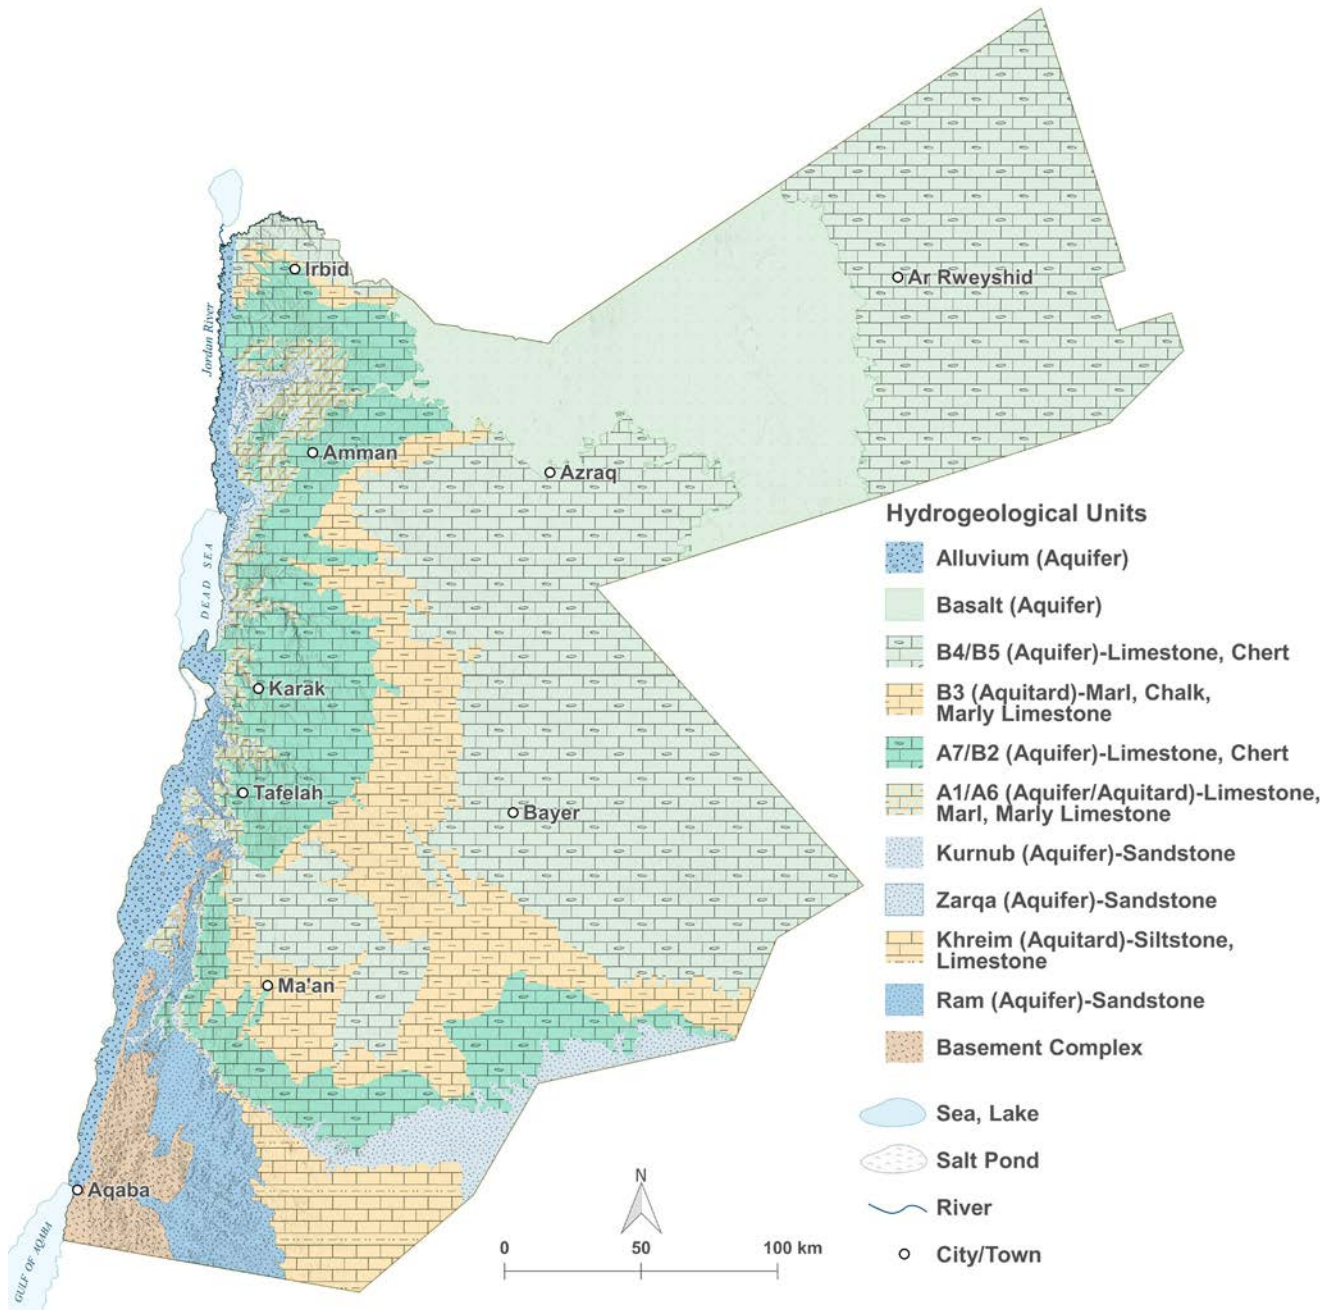 Irbid
Ar Rweyshid
Jordan River
Amman
Azraq
Hydrogeological Units
Alluvium (Aquifer)
DEAD SEA
Basalt (Aquifer)
B4/B5 (Aquifer)-Limestone, Chert
Karak
B3 (Aquitard)-Marl, Chalk,
Marly Limestone
A7/B2 (Aquifer)-Limestone, Chert
Tafelah
A1/A6 (Aquifer/Aquitard)-Limestone,
Marl, Marly Limestone
Bayer
Kurnub (Aquifer)-Sandstone
Zarqa (Aquifer)-Sandstone
Khreim (Aquitard)-Siltstone,
Limestone
Ma'an
Ram (Aquifer)-Sandstone
Basement Complex
Sea, Lake
Salt Pond
N
Aqaba
River
GULF OF AQABA
0 50 100 km
City/Town